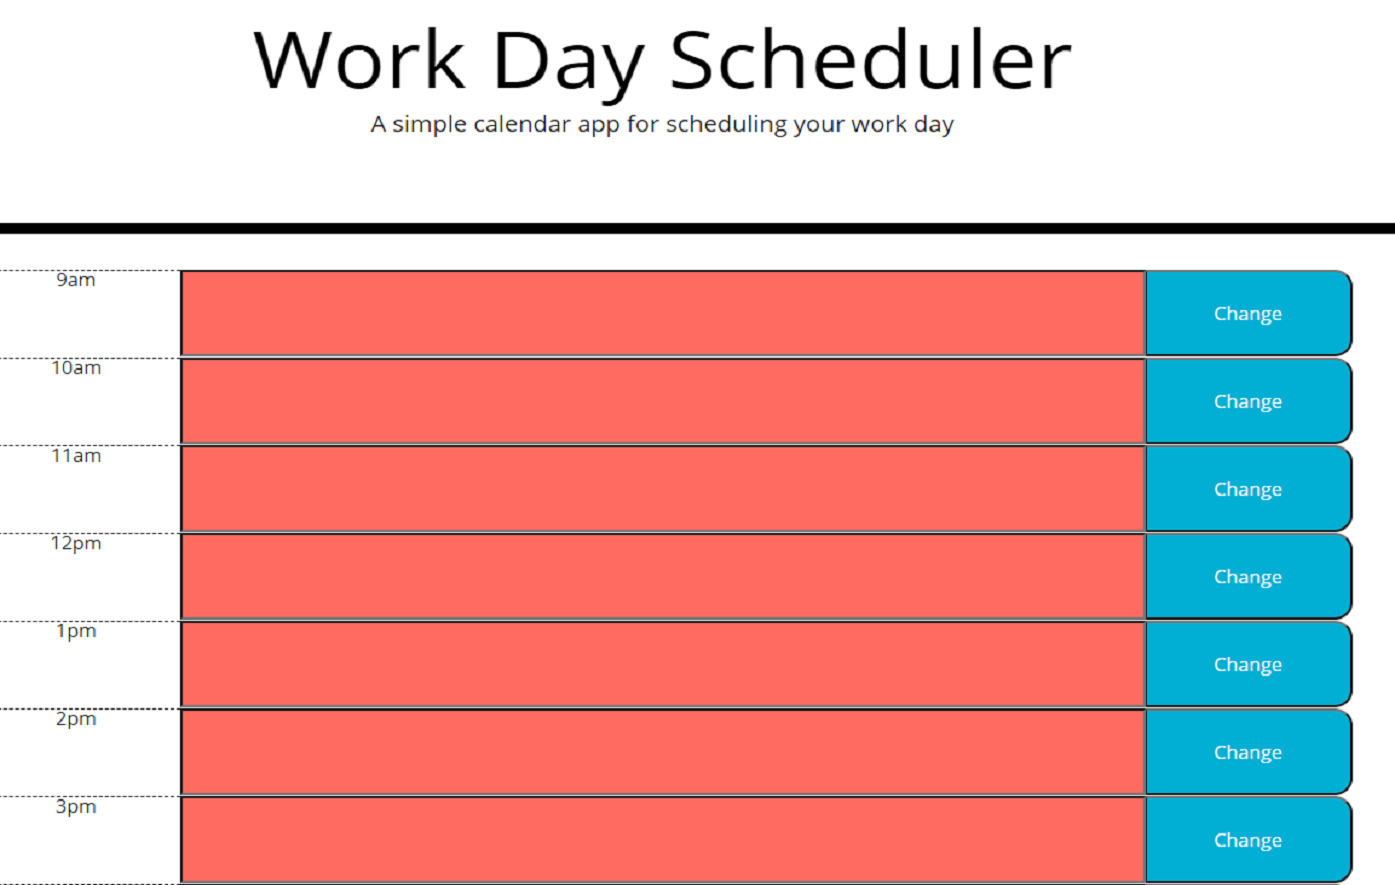 Work Day Scheduler
A simple calendar app for scheduling your work day
9am
Change
10am
Change
11am
Change
12pm
Change
1pm
Change
2pm
Change
3pm
Change